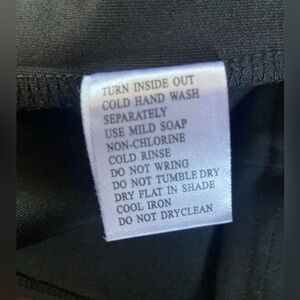 TURN INSIDE OUT
COLD HAND WASH
SEPARATELY
USE MILD SOAP
NON-CHLORINE
COLD RINSE
DO NOT WRING
DO NOT TUMBLE DRY
DRY FLAT IN SHADE
COOL IRON
DO NOT DRYCLEAN